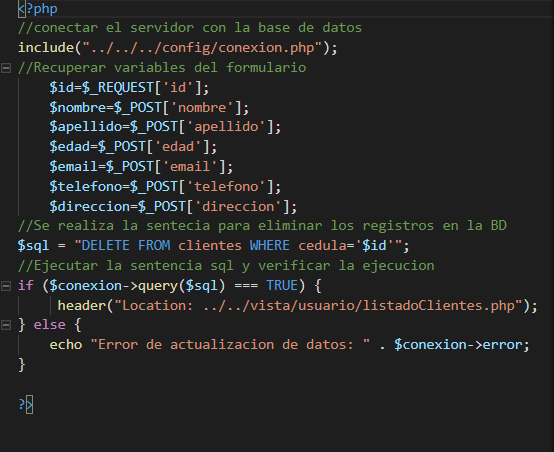 <?php
//conectar el servidor con la base de datos
include("../../../config/conexion.php");
//Recuperar variables del formulario
    $id=$_REQUEST['id'];
    $nombre=$_POST['nombre'];
    $apellido=$_POST['apellido'];
    $edad=$_POST['edad'];
    $email=$_POST['email'];
    $telefono=$_POST['telefono'];
    $direccion=$_POST['direccion'];
//Se realiza la sentecia para eliminar los registros en la BD
$sql = "DELETE FROM clientes WHERE cedula='$id'";
//Ejecutar la sentencia sql y verificar la ejecucion
if ($conexion->query($sql) === TRUE) {
     header("Location: ../../vista/usuario/listadoClientes.php");
} else {
    echo "Error de actualizacion de datos: " . $conexion->error;
}
?>